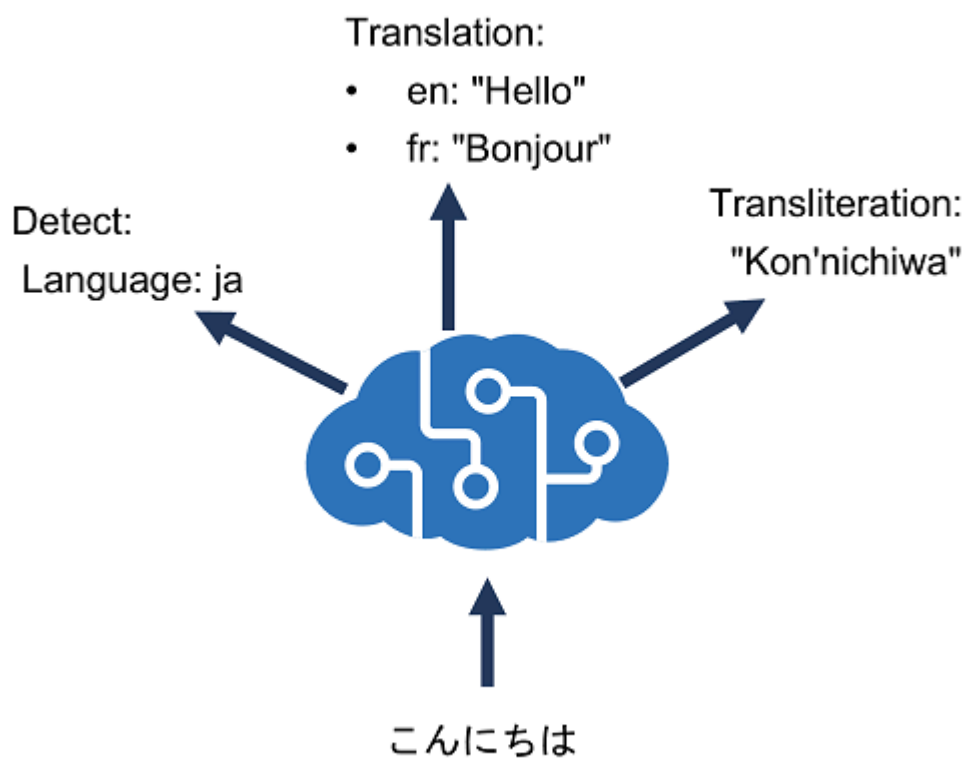 Translation:
• en: "Hello"
• fr: "Bonjour"
Detect:
Language: ja
Transliteration:
"Kon'nichiwa"
こんにちは